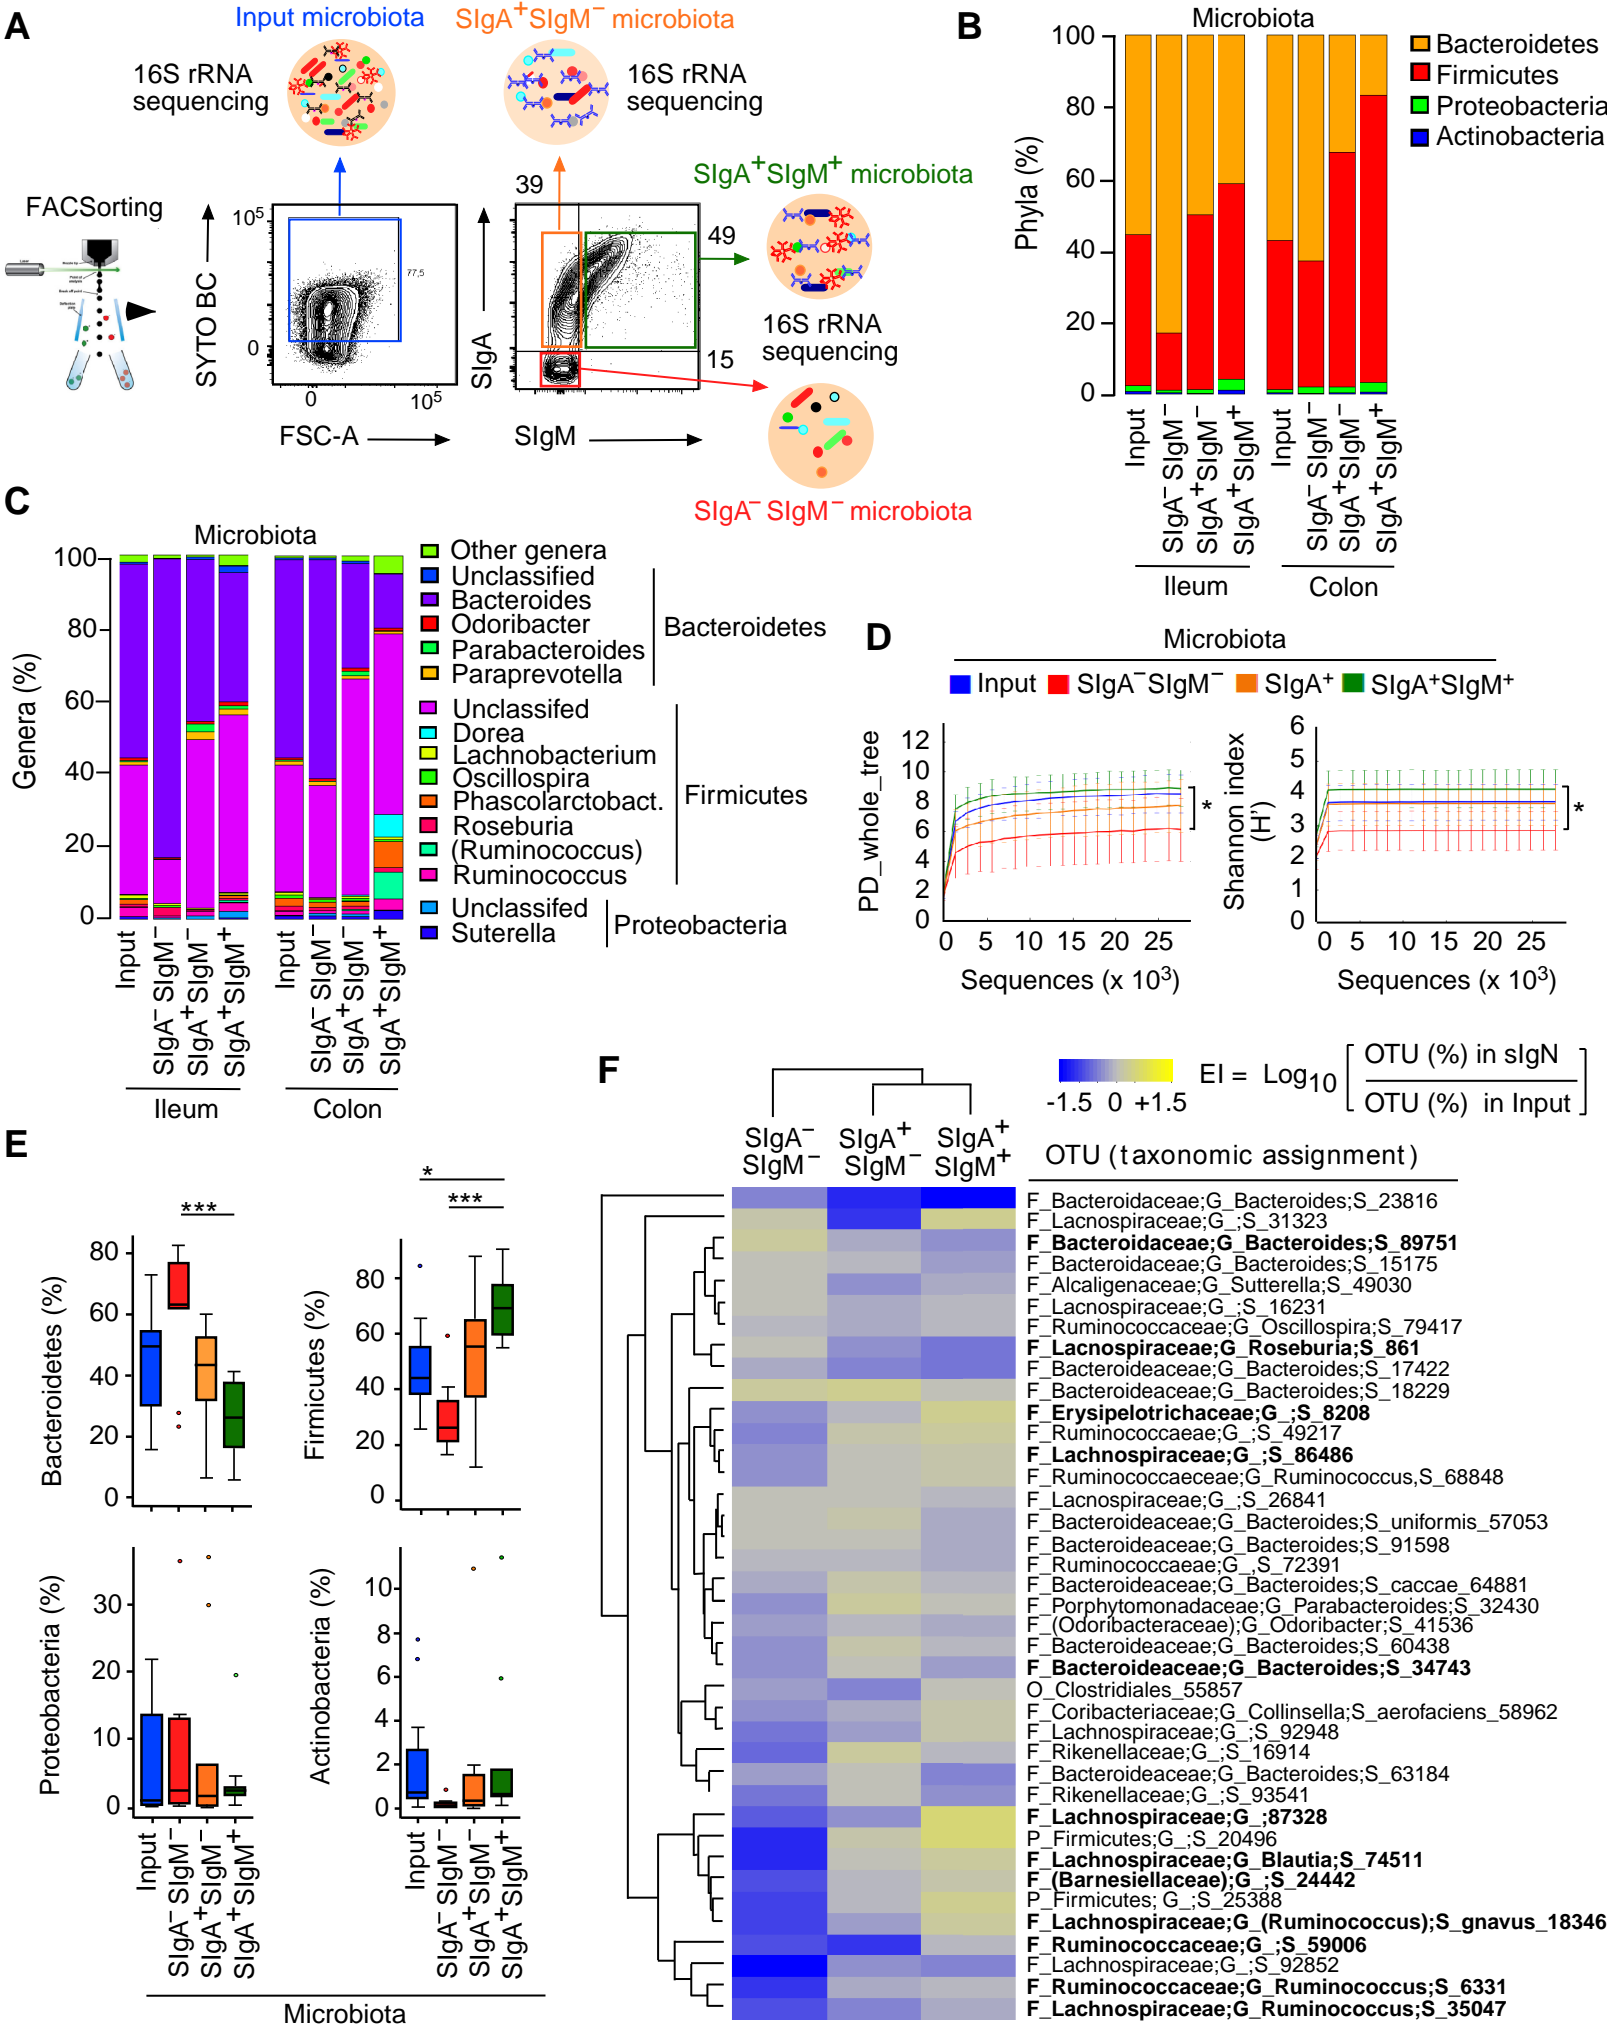 A
Input microbiota
SIgA+SIgM− microbiota
16S rRNA
sequencing
16S rRNA
sequencing
SIgA+SIgM+ microbiota
FACSorting
SYTO BC
10^5
0
77,5
0
10^5
FSC-A
39
49
15
SIgA
SIgM
16S rRNA
sequencing
SIgA− SIgM− microbiota
B
Microbiota
Phyla (%)
100
80
60
40
20
0
Bacteroidetes
Firmicutes
Proteobacteria
Actinobacteria
Input
SIgA− SIgM−
SIgA+SIgM−
SIgA+SIgM+
Input
SIgA− SIgM−
SIgA+SIgM−
SIgA+SIgM+
Ileum
Colon
C
Microbiota
Genera (%)
100
80
60
40
20
0
Input
SIgA− SIgM−
SIgA+SIgM−
SIgA+SIgM+
Input
SIgA− SIgM−
SIgA+SIgM−
SIgA+SIgM+
Ileum
Colon
Other genera
Unclassified
Bacteroides
Odoribacter
Parabacteroides
Paraprevotella
Bacteroidetes
Unclassifed
Dorea
Lachnobacterium
Oscillospira
Phascolarctobact.
Roseburia
(Ruminococcus)
Ruminococcus
Firmicutes
Unclassifed
Suterella
Proteobacteria
D
Microbiota
Input
SIgA−SIgM−
SIgA+
SIgA+SIgM+
PD_whole_tree
12
10
8
6
4
2
0
*
0 5 10 15 20 25
Sequences (x 10^3)
Shannon index
(H')
6
5
4
3
2
1
0
*
0 5 10 15 20 25
Sequences (x 10^3)
E
Bacteroidetes (%)
80
60
40
20
0
***
Firmicutes (%)
80
60
40
20
0
*
***
Proteobacteria (%)
30
20
10
0
Actinobacteria (%)
10
8
6
4
2
0
Input
SIgA− SIgM−
SIgA+SIgM−
SIgA+SIgM+
Input
SIgA− SIgM−
SIgA+SIgM−
SIgA+SIgM+
Microbiota
F
-1.5 0 +1.5
EI = Log10 [ OTU (%) in sIgN
OTU (%) in Input ]
SIgA−
SIgM−
SIgA+
SIgM−
SIgA+
SIgM+
OTU (taxonomic assignment)
F_Bacteroidaceae;G_Bacteroides;S_23816
F_Lacnospiraceae;G_;S_31323
F_Bacteroidaceae;G_Bacteroides;S_89751
F_Bacteroidaceae;G_Bacteroides;S_15175
F_Alcaligenaceae;G_Sutterella;S_49030
F_Lacnospiraceae;G_;S_16231
F_Ruminococcaceae;G_Oscillospira;S_79417
F_Lacnospiraceae;G_Roseburia;S_861
F_Bacteroideaceae;G_Bacteroides;S_17422
F_Bacteroideaceae;G_Bacteroides;S_18229
F_Erysipelotrichaceae;G_;S_8208
F_Ruminococcaeae;G_;S_49217
F_Lachnospiraceae;G_;S_86486
F_Ruminoccaeceae;G_Ruminococcus,S_68848
F_Lacnospiraceae;G_;S_26841
F_Bacteroideaceae;G_Bacteroides;S_uniformis_57053
F_Bacteroideaceae;G_Bacteroides;S_91598
F_Ruminoccaeae;G_,S_72391
F_Bacteroideaceae;G_Bacteroides;S_caccae_64881
F_Porphytomonadaceae;G_Parabacteroides;S_32430
F_(Odoribacteraceae);G_Odoribacter;S_41536
F_Bacteroideaceae;G_Bacteroides;S_60438
F_Bacteroideaceae;G_Bacteroides;S_34743
O_Clostridiales_55857
F_Coribacteriaceae;G_Collinsella;S_aerofaciens_58962
F_Lachnospiraceae;G_;S_92948
F_Rikenellaceae;G_;S_16914
F_Bacteroideaceae;G_Bacteroides;S_63184
F_Rikenellaceae;G_;S_93541
F_Lachnospiraceae;G_;87328
P_Firmicutes;G_;S_20496
F_Lachnospiraceae;G_Blautia;S_74511
F_(Barnesiellaceae);G_;S_24442
P_Firmicutes; G_;S_25388
F_Lachnospiraceae;G_(Ruminococcus);S_gnavus_18346
F_Ruminococcaceae;G_;S_59006
F_Lachnospiraceae;G_;S_92852
F_Ruminococcaceae;G_Ruminococcus;S_6331
F_Lachnospiraceae;G_Ruminococcus;S_35047